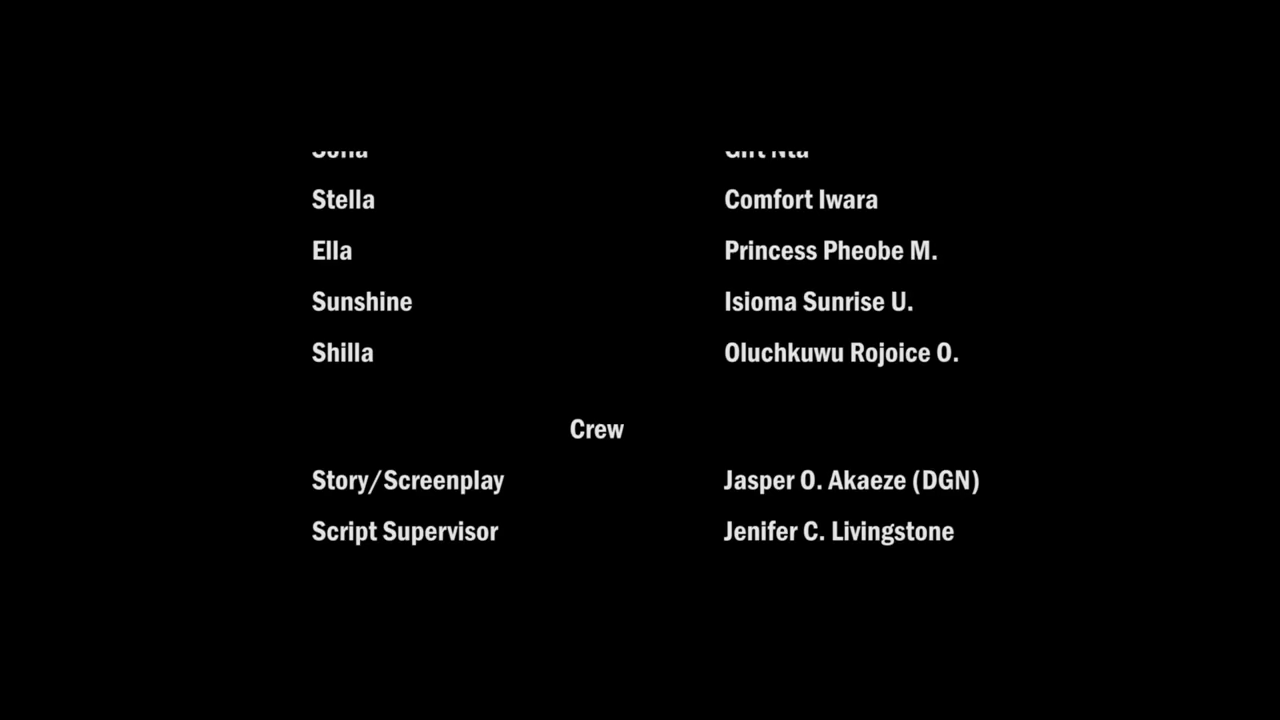 Stella Comfort Iwara
Ella Princess Pheobe M.
Sunshine Isioma Sunrise U.
Shilla Oluchkuwu Rojoice O.
Crew
Story/Screenplay Jasper O. Akaeze (DGN)
Script Supervisor Jenifer C. Livingstone